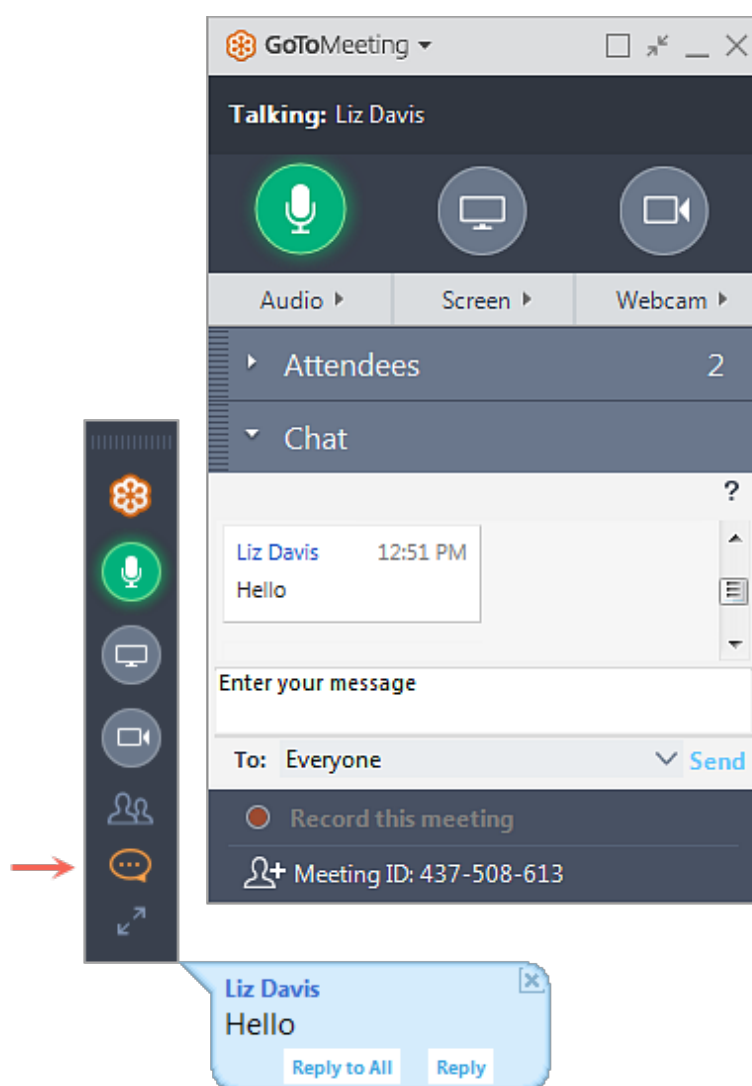 GoToMeeting
Talking: Liz Davis
Audio Screen Webcam
Attendees 2
Chat
?
Liz Davis 12:51 PM
Hello
Enter your message
To: Everyone Send
Record this meeting
Meeting ID: 437-508-613
Liz Davis
Hello
Reply to All Reply